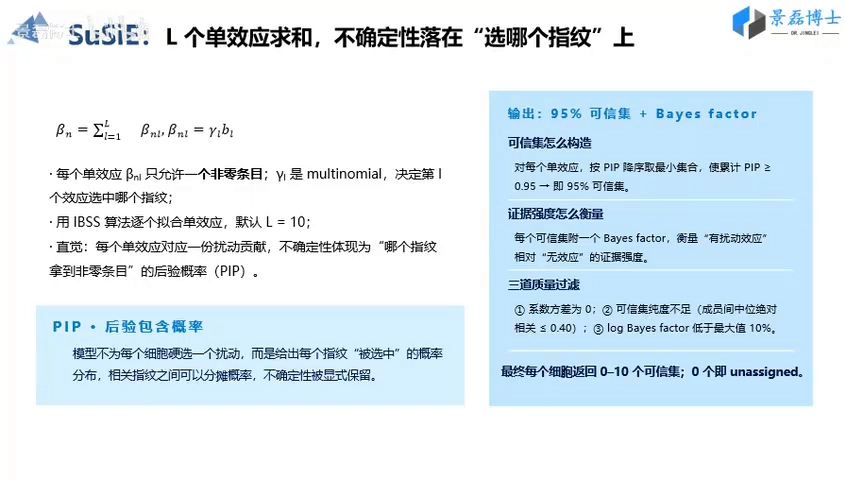 SuSiE：L 个单效应求和，不确定性落在“选哪个指纹”上
景磊博士
DR.JINGLEI
βn = ∑_{l=1}^{L} βnl, βnl = γl bl
· 每个单效应 βnl 只允许一个非零条目；γl 是 multinomial，决定第 l
个效应选中哪个指纹；
· 用 IBSS 算法逐个拟合单效应，默认 L = 10；
· 直觉：每个单效应对应一份扰动贡献，不确定性体现为“哪个指纹
拿到非零条目”的后验概率（PIP）。
PIP · 后验包含概率
模型不为每个细胞硬选一个扰动，而是给出每个指纹“被选中”的概率
分布，相关指纹之间可以分摊概率，不确定性被显式保留。
输出：95% 可信集 + Bayes factor
可信集怎么构造
对每个单效应，按 PIP 降序取最小集合，使累计 PIP ≥
0.95 → 即 95% 可信集。
证据强度怎么衡量
每个可信集附一个 Bayes factor，衡量“有扰动效应”
相对“无效应”的证据强度。
三道质量过滤
① 系数方差为 0；② 可信集纯度不足（成员间中位绝对
相关 ≤ 0.40）；③ log Bayes factor 低于最大值 10%。
最终每个细胞返回 0–10 个可信集；0 个即 unassigned。